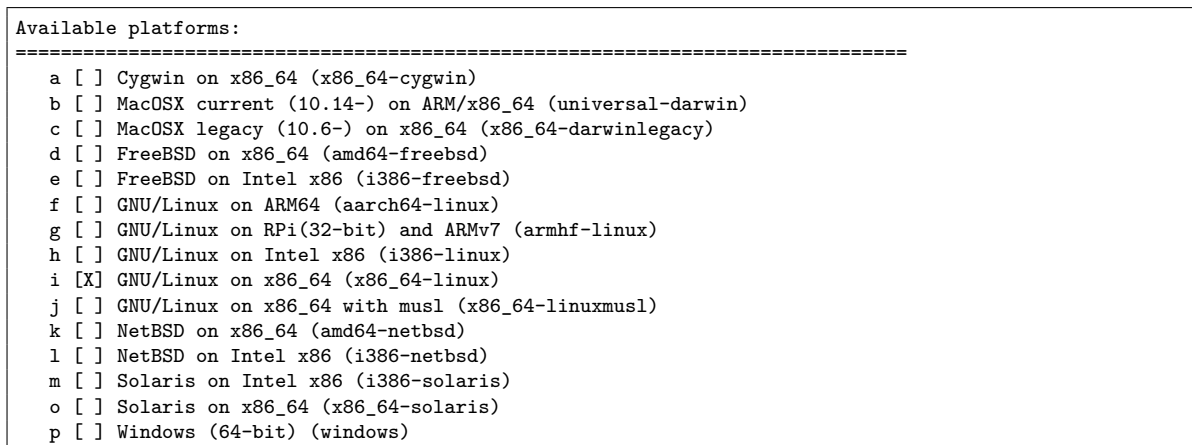 Available platforms:
===============================================================================
   a [ ] Cygwin on x86_64 (x86_64-cygwin)
   b [ ] MacOSX current (10.14-) on ARM/x86_64 (universal-darwin)
   c [ ] MacOSX legacy (10.6-) on x86_64 (x86_64-darwinlegacy)
   d [ ] FreeBSD on x86_64 (amd64-freebsd)
   e [ ] FreeBSD on Intel x86 (i386-freebsd)
   f [ ] GNU/Linux on ARM64 (aarch64-linux)
   g [ ] GNU/Linux on RPi(32-bit) and ARMv7 (armhf-linux)
   h [ ] GNU/Linux on Intel x86 (i386-linux)
   i [X] GNU/Linux on x86_64 (x86_64-linux)
   j [ ] GNU/Linux on x86_64 with musl (x86_64-linuxmusl)
   k [ ] NetBSD on x86_64 (amd64-netbsd)
   l [ ] NetBSD on Intel x86 (i386-netbsd)
   m [ ] Solaris on Intel x86 (i386-solaris)
   o [ ] Solaris on x86_64 (x86_64-solaris)
   p [ ] Windows (64-bit) (windows)